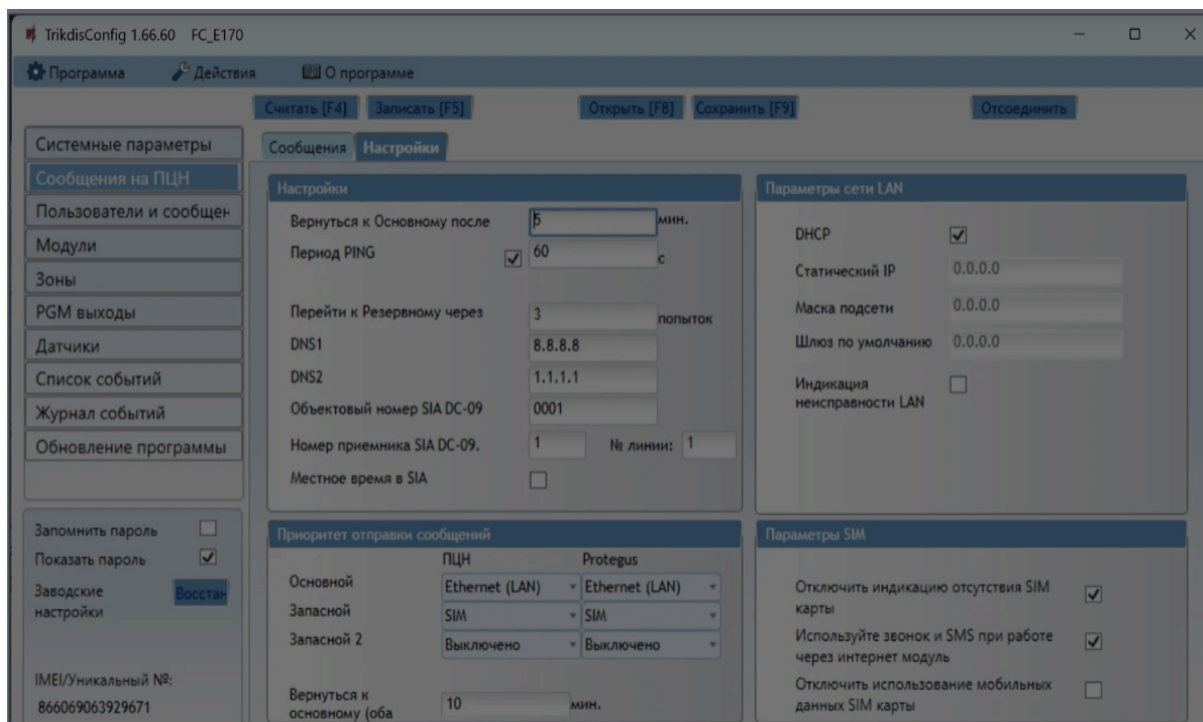 TrikdisConfig 1.66.60 FC_E170
Программа Действия О программе
Считать [F4] Записать [F5] Открыть [F8] Сохранить [F9] Отсоединить
Системные параметры
Сообщения на ПЦН
Пользователи и сообщен
Модули
Зоны
PGM выходы
Датчики
Список событий
Журнал событий
Обновление программы
Запомнить пароль
Показать пароль
Заводские
настройки
Восстан
IMEI/Уникальный №:
866069063929671
Сообщения Настройки
Настройки
Вернуться к Основному после 5 мин.
Период PING 60 с
Перейти к Резервному через 3 попыток
DNS1 8.8.8.8
DNS2 1.1.1.1
Объектовый номер SIA DC-09 0001
Номер приемника SIA DC-09. 1 № линии: 1
Местное время в SIA
Параметры сети LAN
DHCP
Статический IP 0.0.0.0
Маска подсети 0.0.0.0
Шлюз по умолчанию 0.0.0.0
Индикация
неисправности LAN
Приоритет отправки сообщений
ПЦН Protegus
Основной Ethernet (LAN) Ethernet (LAN)
Запасной SIM SIM
Запасной 2 Выключено Выключено
Вернуться к
основному (оба 10 мин.
Параметры SIM
Отключить индикацию отсутствия SIM
карты
Используйте звонок и SMS при работе
через интернет модуль
Отключить использование мобильных
данных SIM карты